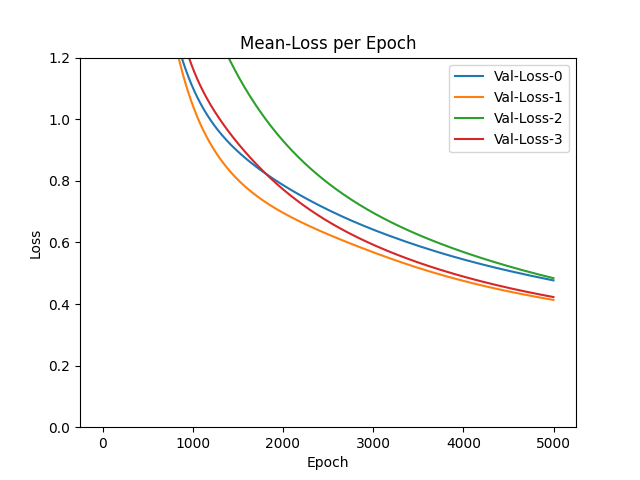 Mean-Loss per Epoch
1.2
1.0
0.8
0.6
0.4
0.2
0.0
Loss
Val-Loss-0
Val-Loss-1
Val-Loss-2
Val-Loss-3
0 1000 2000 3000 4000 5000
Epoch